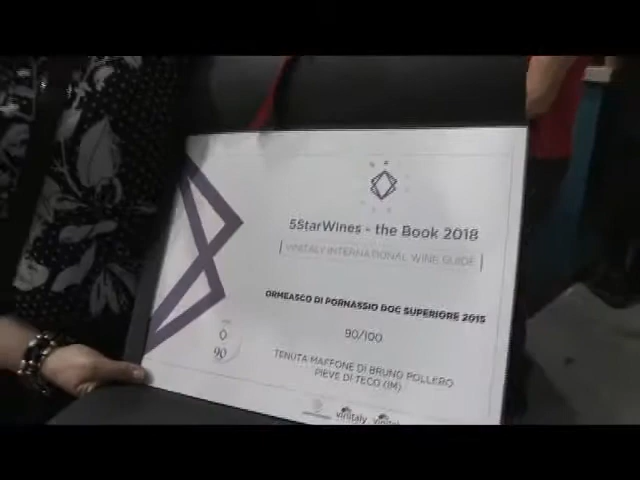 5StarWines - the Book 2018
VINITALY INTERNATIONAL WINE GUIDE
ORMEASCO DI PORNASSIO DOC SUPERIORE 2015
90/100
TENUTA MAFFONE DI BRUNO POLLERO
PIEVE DI TECO (IM)
90
vinitaly
vinitaly